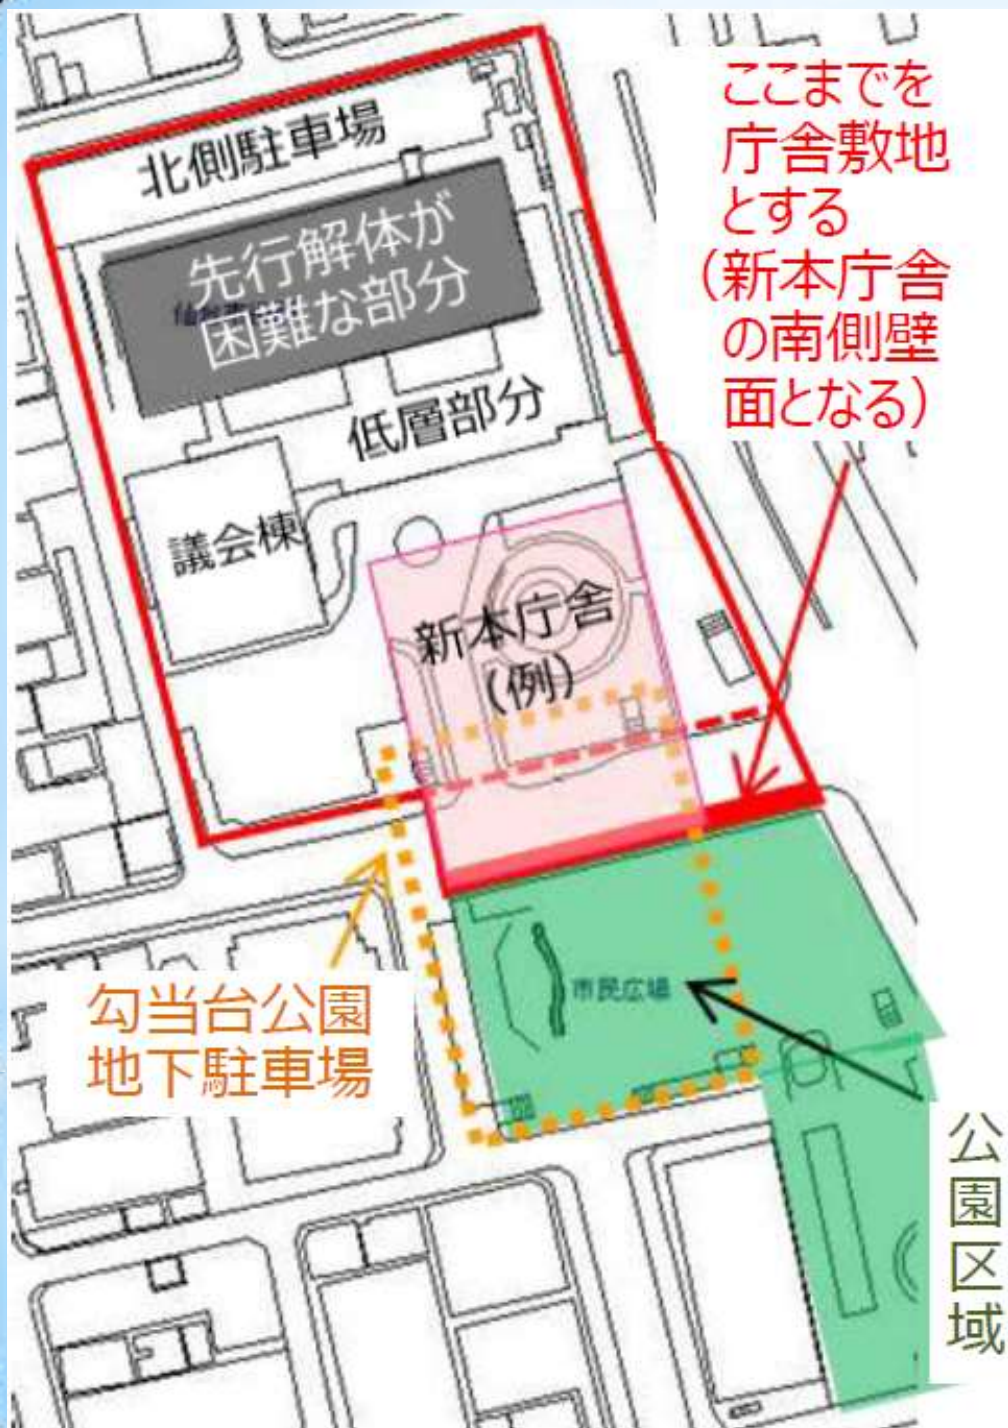 ここまでを
庁舎敷地
とする
(新本庁舎
の南側壁
面となる)
北側駐車場
先行解体が
困難な部分
低層部分
議会棟
新本庁舎
(例)
市民広場
勾当台公園
地下駐車場
公園区域